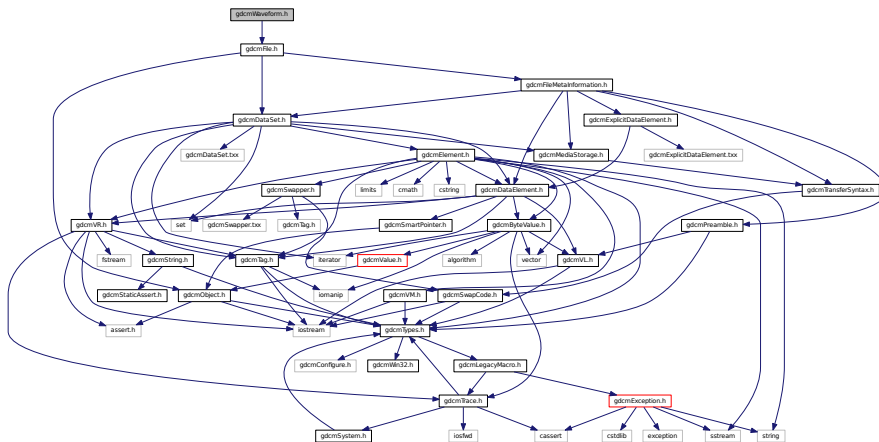 gdcmWaveform.h
gdcmFile.h
gdcmFileMetaInformation.h
gdcmDataSet.h
gdcmExplicitDataElement.h
gdcmDataSet.txx
gdcmElement.h
gdcmMediaStorage.h
gdcmExplicitDataElement.txx
gdcmSwapper.h
limits
cmath
cstring
gdcmDataElement.h
gdcmTransferSyntax.h
gdcmVR.h
set
gdcmSwapper.txx
gdcmTag.h
gdcmSmartPointer.h
gdcmByteValue.h
gdcmPreamble.h
fstream
gdcmString.h
gdcmTag.h
iterator
gdcmValue.h
algorithm
vector
gdcmVL.h
gdcmStaticAssert.h
gdcmObject.h
iomanip
gdcmVM.h
gdcmSwapCode.h
assert.h
iostream
gdcmTypes.h
gdcmConfigure.h
gdcmWin32.h
gdcmLegacyMacro.h
gdcmTrace.h
gdcmException.h
gdcmSystem.h
iosfwd
cassert
cstdlib
exception
sstream
string